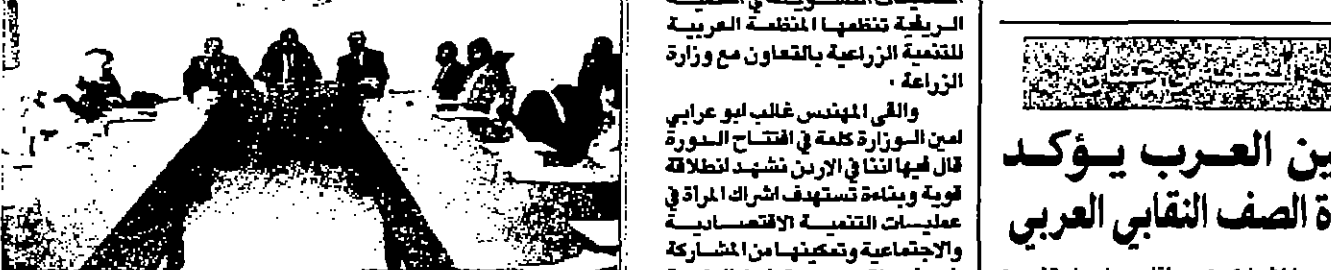 الريفية تنظمها المنظمة العربية
للتنمية الزراعية بالتعاون مع وزارة
الزراعة .
والقى المهندس غالب ابو عرابي
امين الوزارة كلمة في افتتاح الدورة
قال فيها اننا في الاردن نشهد انطلاقة
قوية وبناءة تستهدف اشراك المرأة في
عمليات التنمية الاقتصادية
والاجتماعية وتمكينها من المشاركة
ين العرب يؤكد
ة الصف النقابي العربي